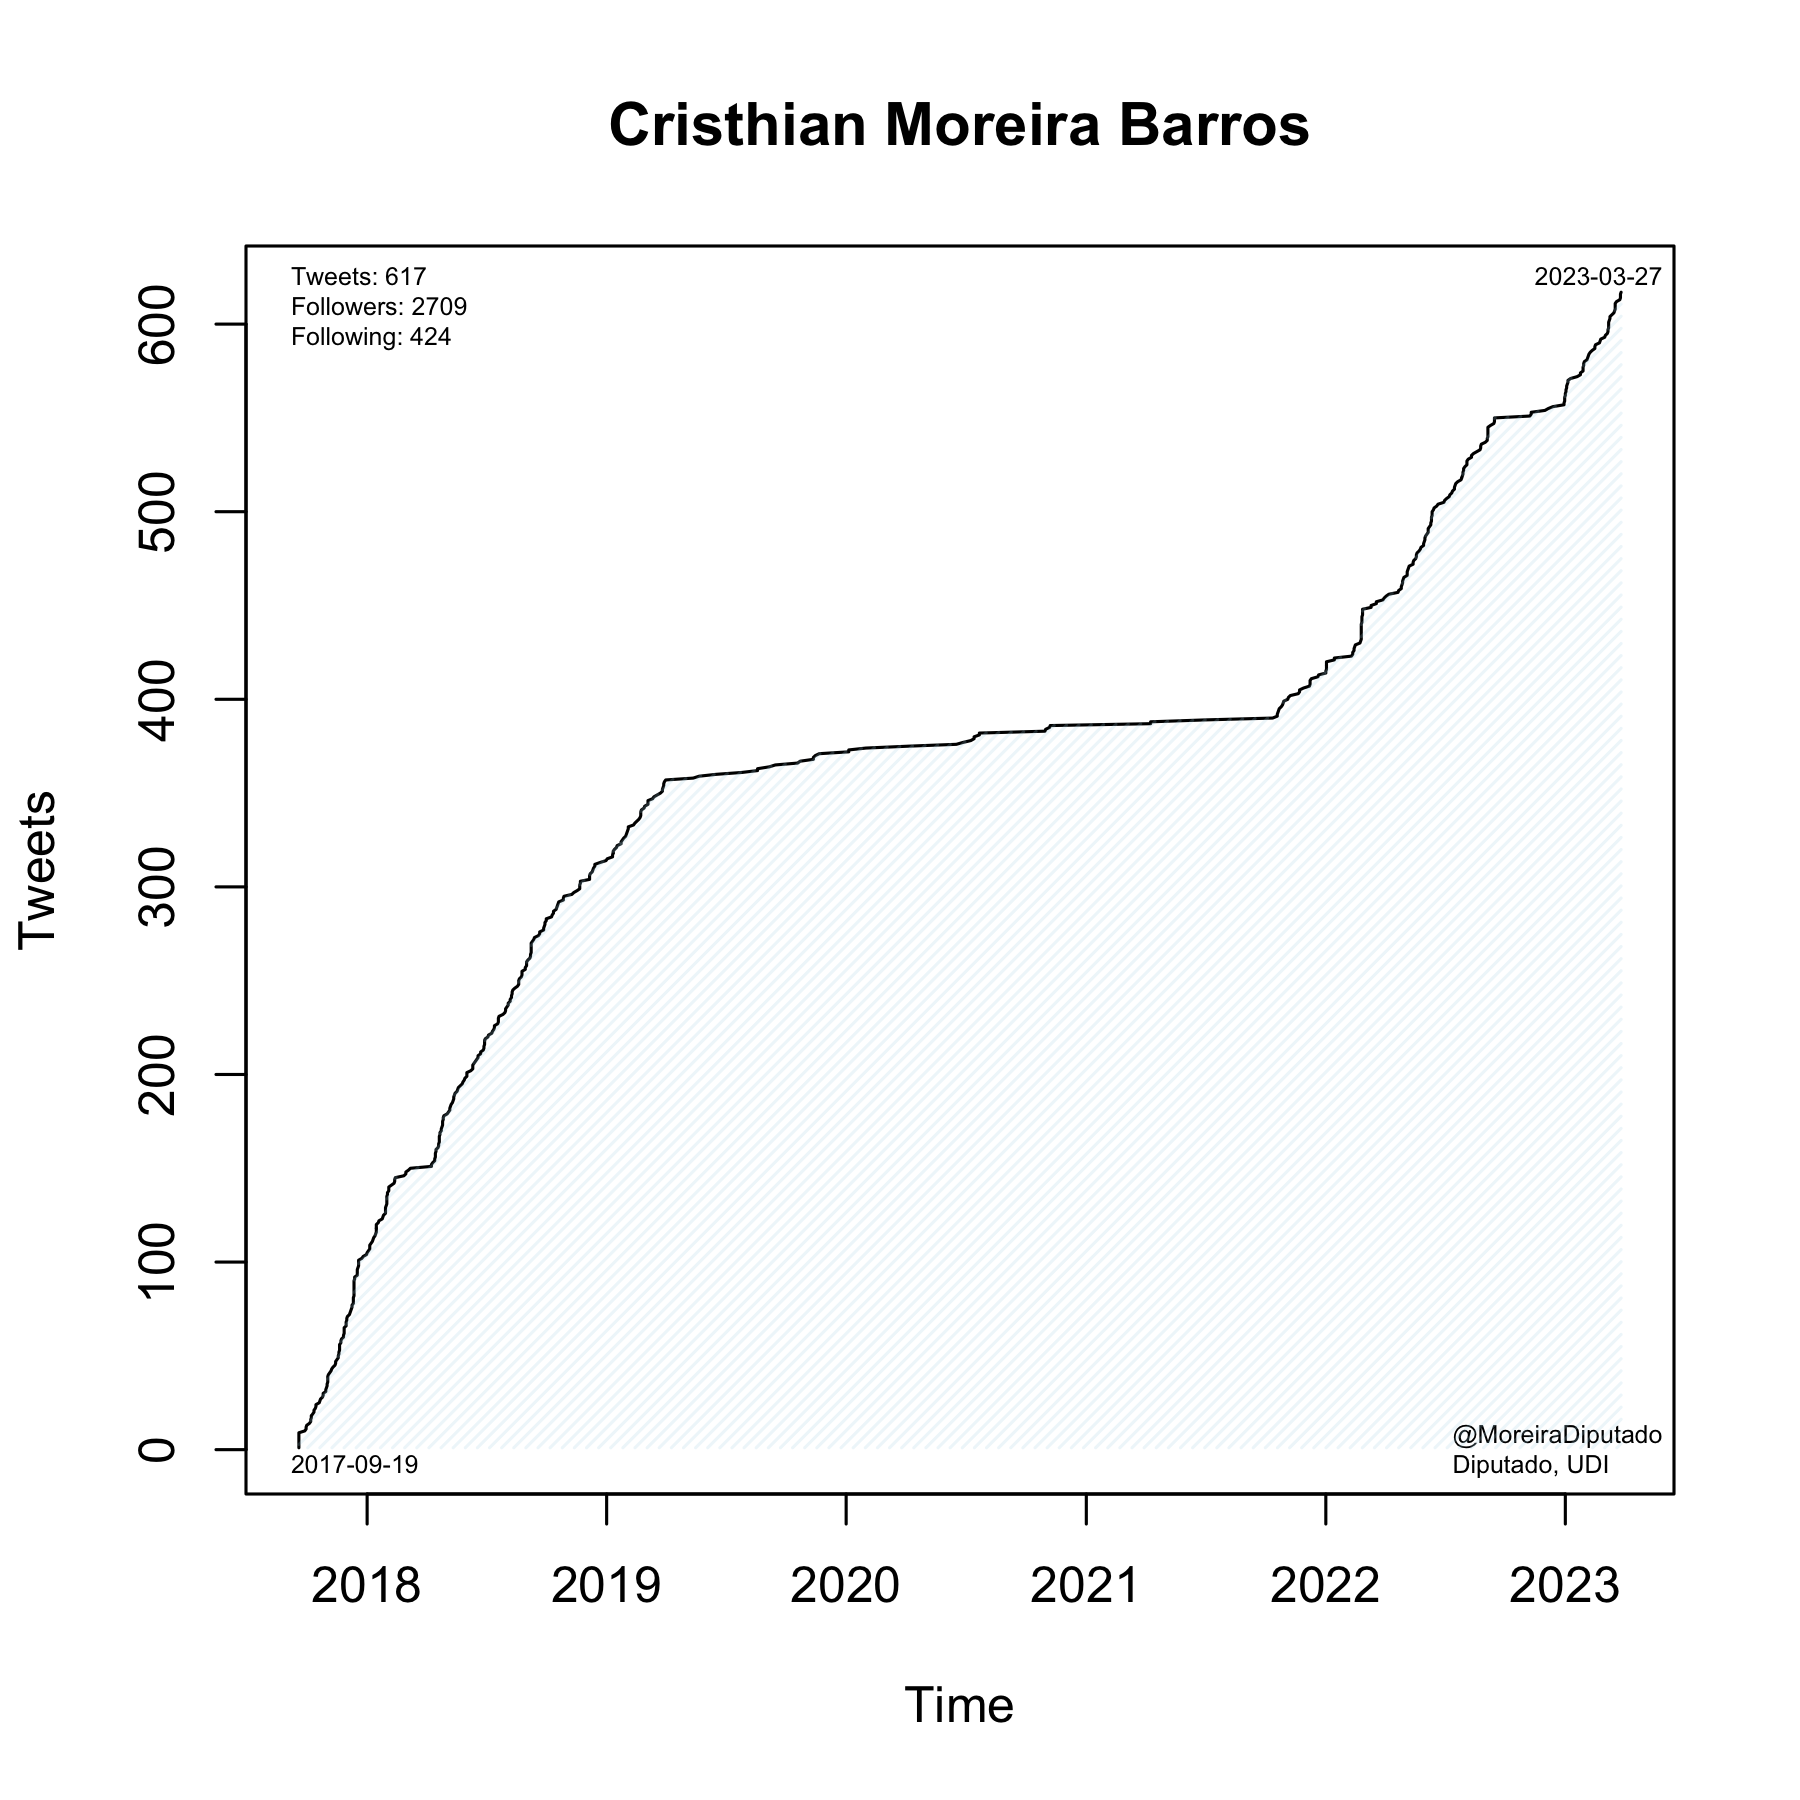 Cristhian Moreira Barros
Tweets: 617
Followers: 2709
Following: 424
2023-03-27
600
500
400
300
200
100
0
Tweets
@MoreiraDiputado
Diputado, UDI
2017-09-19
2018 2019 2020 2021 2022 2023
Time